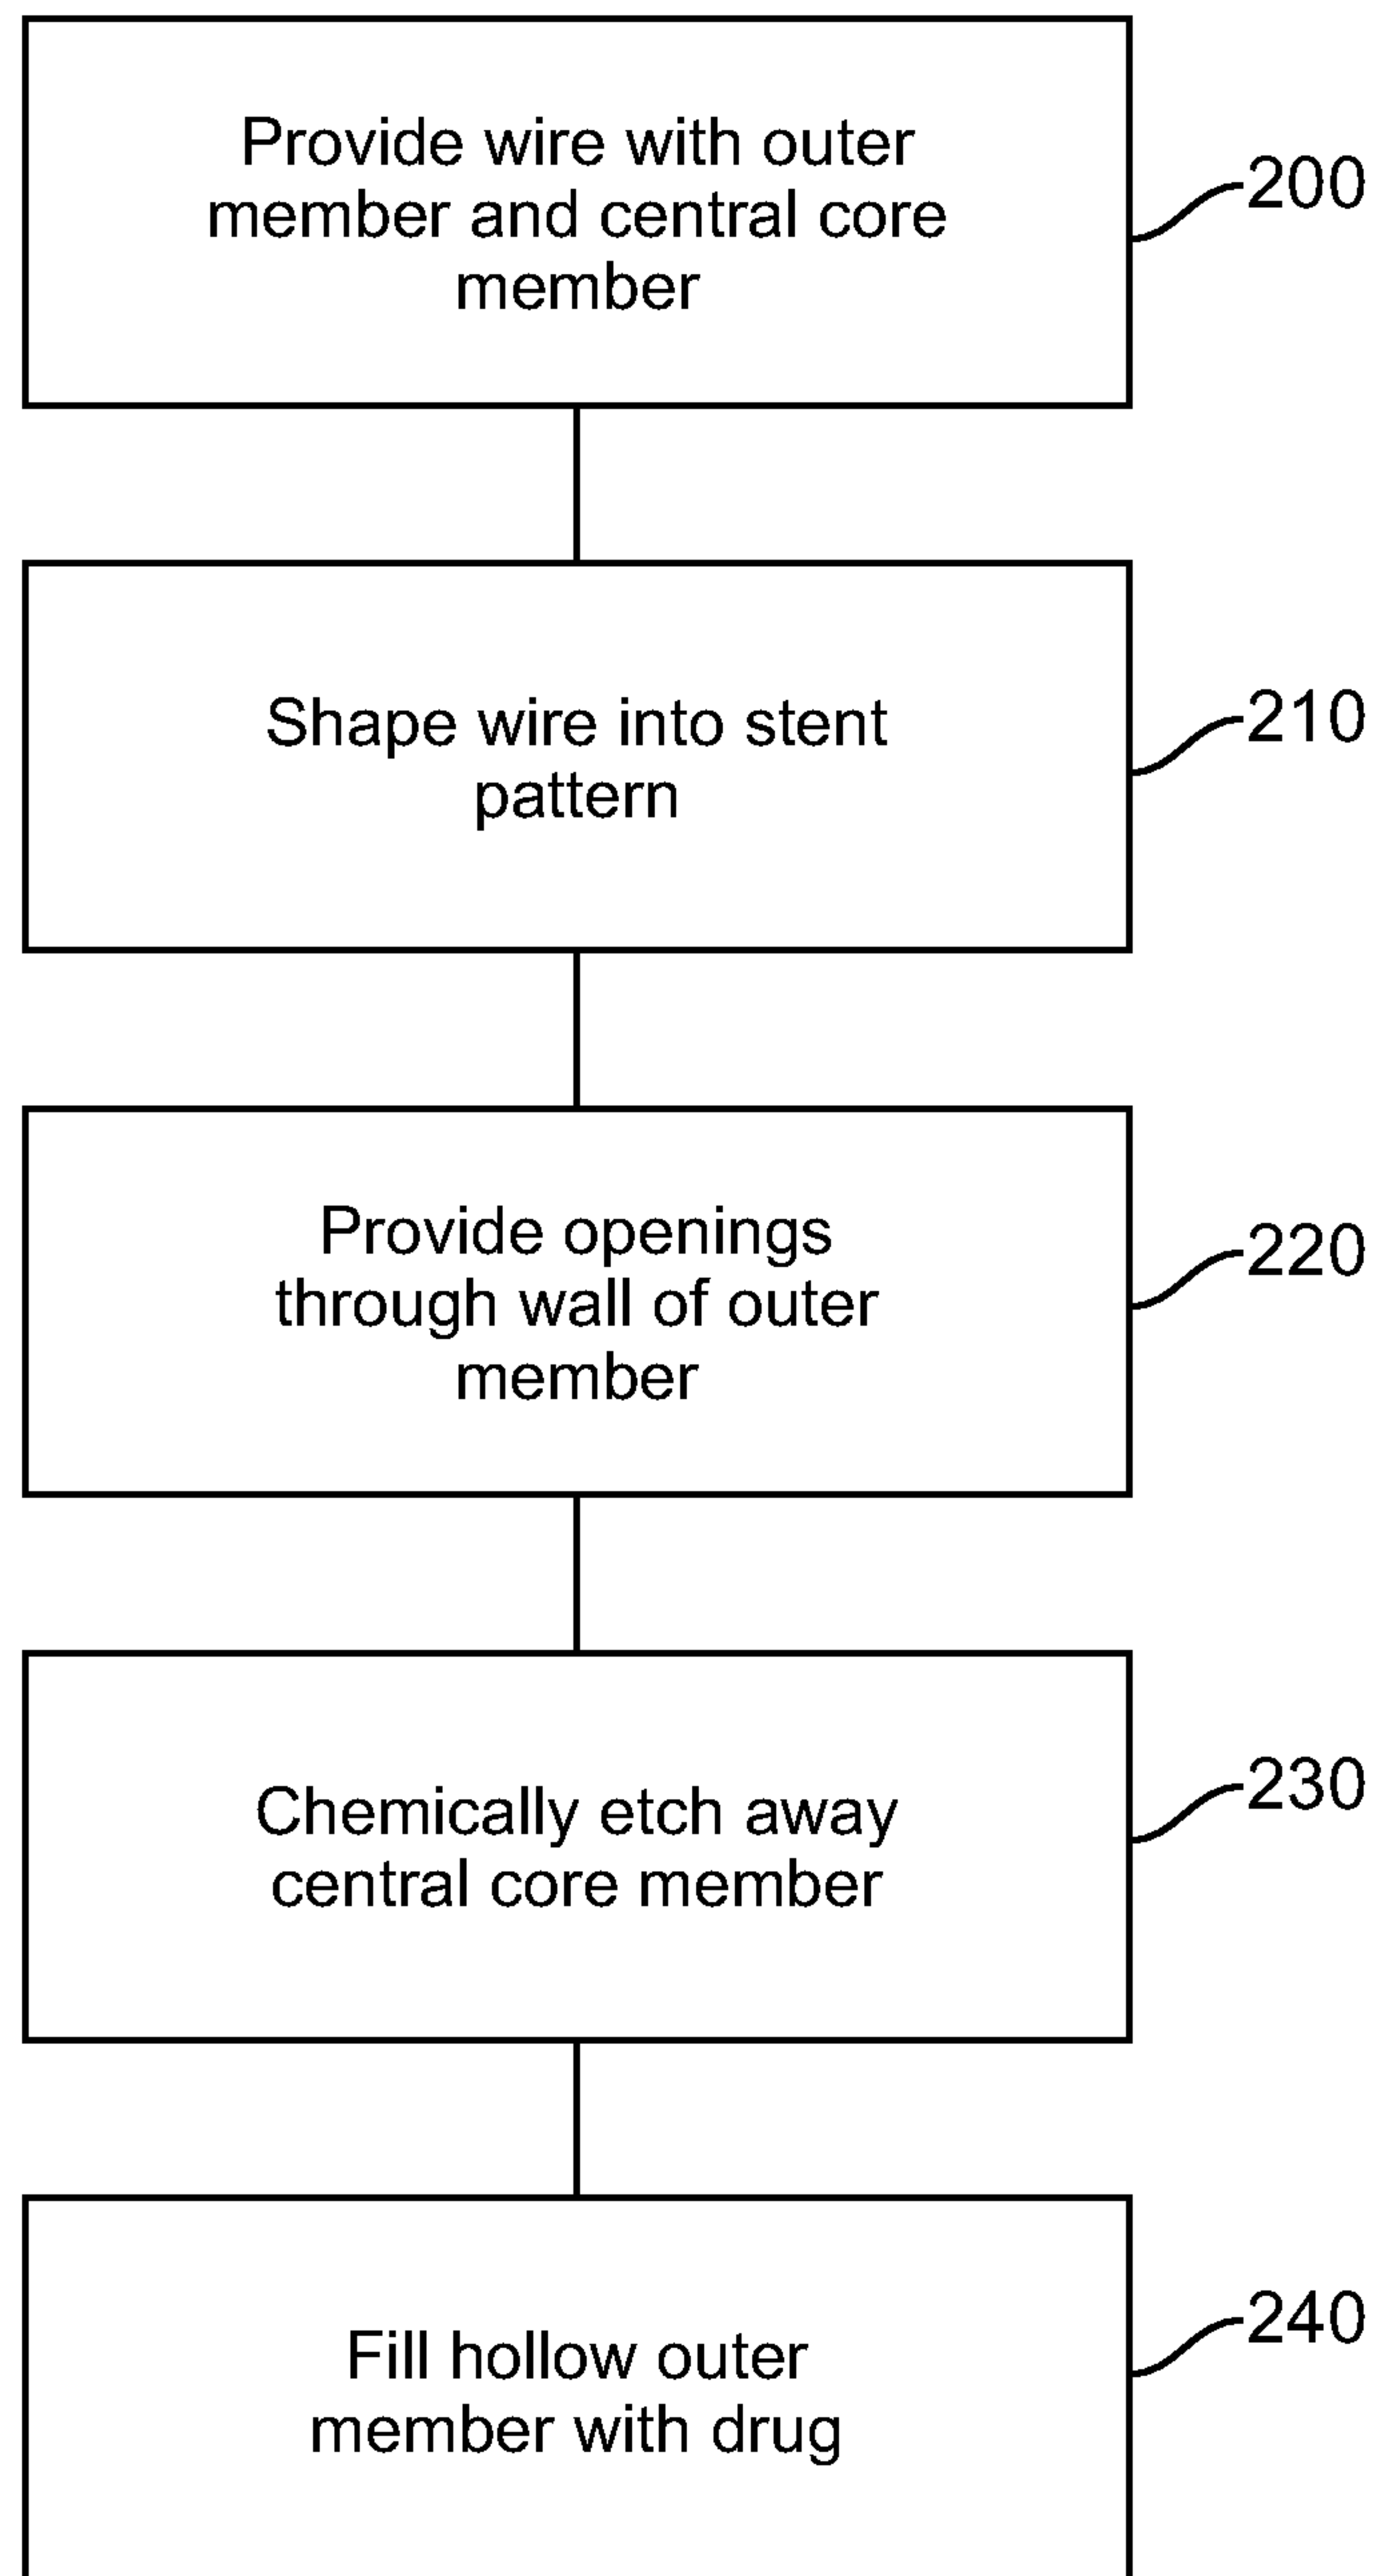 Provide wire with outer
member and central core
member
200
Shape wire into stent
pattern
210
Provide openings
through wall of outer
member
220
Chemically etch away
central core member
230
Fill hollow outer
member with drug
240